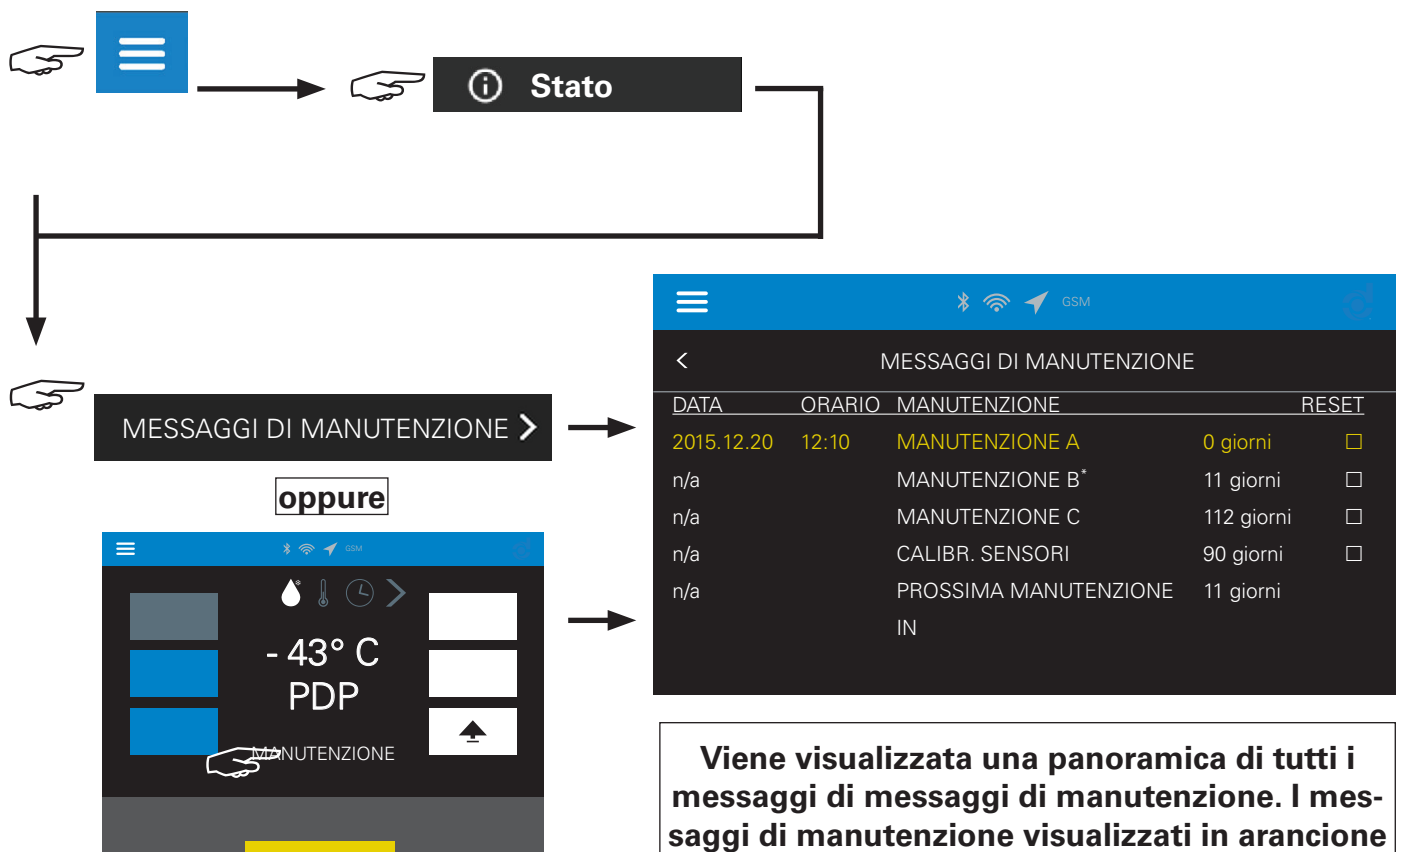 Stato
MESSAGGI DI MANUTENZIONE
oppure
GSM
- 43° C
PDP
MANUTENZIONE
GSM
MESSAGGI DI MANUTENZIONE
DATA ORARIO MANUTENZIONE RESET
2015.12.20 12:10 MANUTENZIONE A 0 giorni
n/a MANUTENZIONE B* 11 giorni
n/a MANUTENZIONE C 112 giorni
n/a CALIBR. SENSORI 90 giorni
n/a PROSSIMA MANUTENZIONE 11 giorni
IN
Viene visualizzata una panoramica di tutti i
messaggi di messaggi di manutenzione. I mes-
saggi di manutenzione visualizzati in arancione